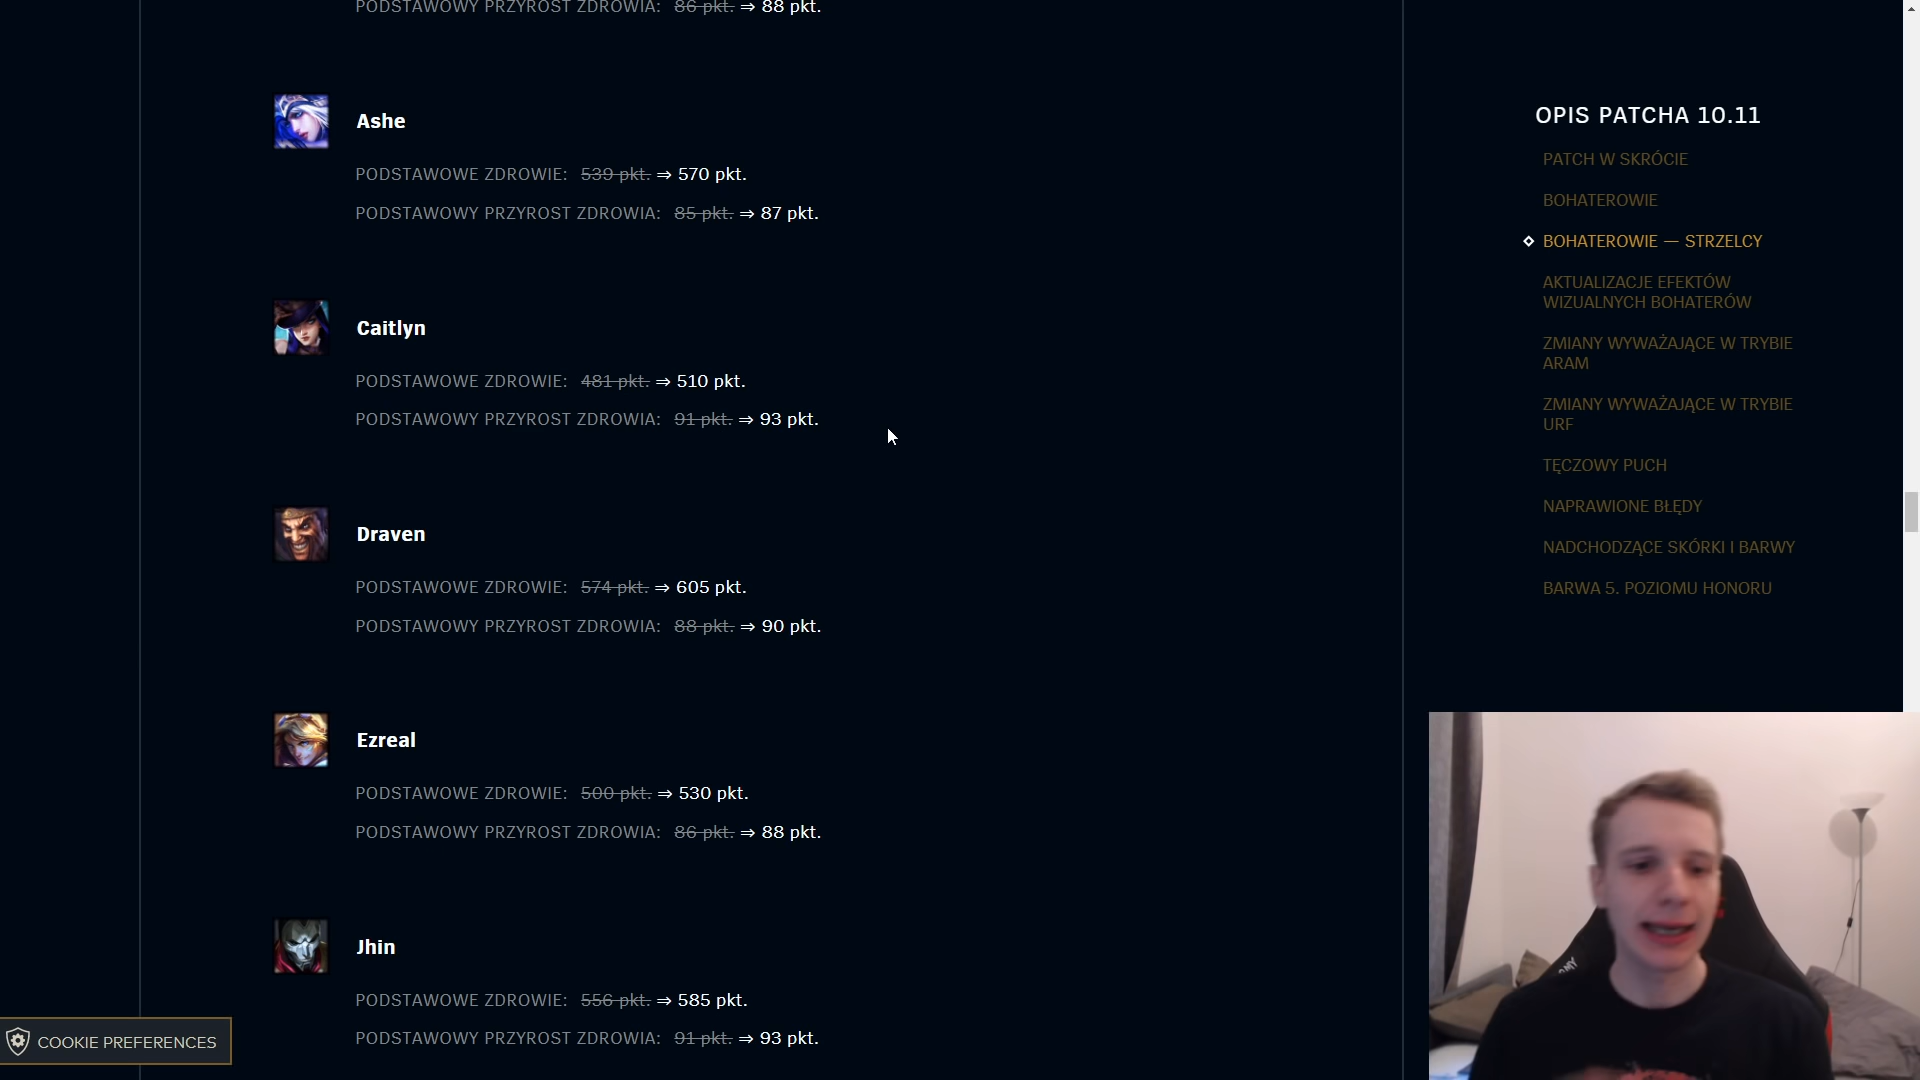 PODSTAWOWY PRZYROST ZDROWIA: 86 pkt. ⇒ 88 pkt.
Ashe
PODSTAWOWE ZDROWIE: 539 pkt. ⇒ 570 pkt.
PODSTAWOWY PRZYROST ZDROWIA: 85 pkt. ⇒ 87 pkt.
Caitlyn
PODSTAWOWE ZDROWIE: 481 pkt. ⇒ 510 pkt.
PODSTAWOWY PRZYROST ZDROWIA: 91 pkt. ⇒ 93 pkt.
Draven
PODSTAWOWE ZDROWIE: 574 pkt. ⇒ 605 pkt.
PODSTAWOWY PRZYROST ZDROWIA: 88 pkt. ⇒ 90 pkt.
Ezreal
PODSTAWOWE ZDROWIE: 500 pkt. ⇒ 530 pkt.
PODSTAWOWY PRZYROST ZDROWIA: 86 pkt. ⇒ 88 pkt.
Jhin
PODSTAWOWE ZDROWIE: 556 pkt. ⇒ 585 pkt.
PODSTAWOWY PRZYROST ZDROWIA: 91 pkt. ⇒ 93 pkt.
COOKIE PREFERENCES
OPIS PATCHA 10.11
PATCH W SKRÓCIE
BOHATEROWIE
BOHATEROWIE — STRZELCY
AKTUALIZACJE EFEKTÓW
WIZUALNYCH BOHATERÓW
ZMIANY WYWAŻAJĄCE W TRYBIE
ARAM
ZMIANY WYWAŻAJĄCE W TRYBIE
URF
TĘCZOWY PUCH
NAPRAWIONE BŁĘDY
NADCHODZĄCE SKÓRKI I BARWY
BARWA 5. POZIOMU HONORU